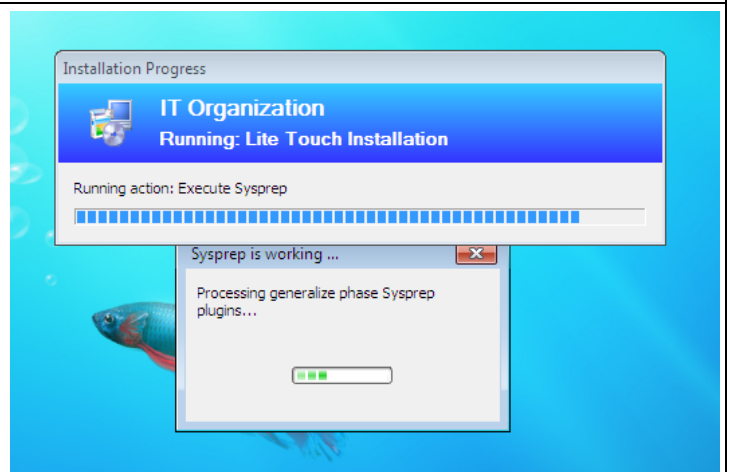 Installation Progress
IT Organization
Running: Lite Touch Installation
Running action: Execute Sysprep
Sysprep is working ...
Processing generalize phase Sysprep
plugins...